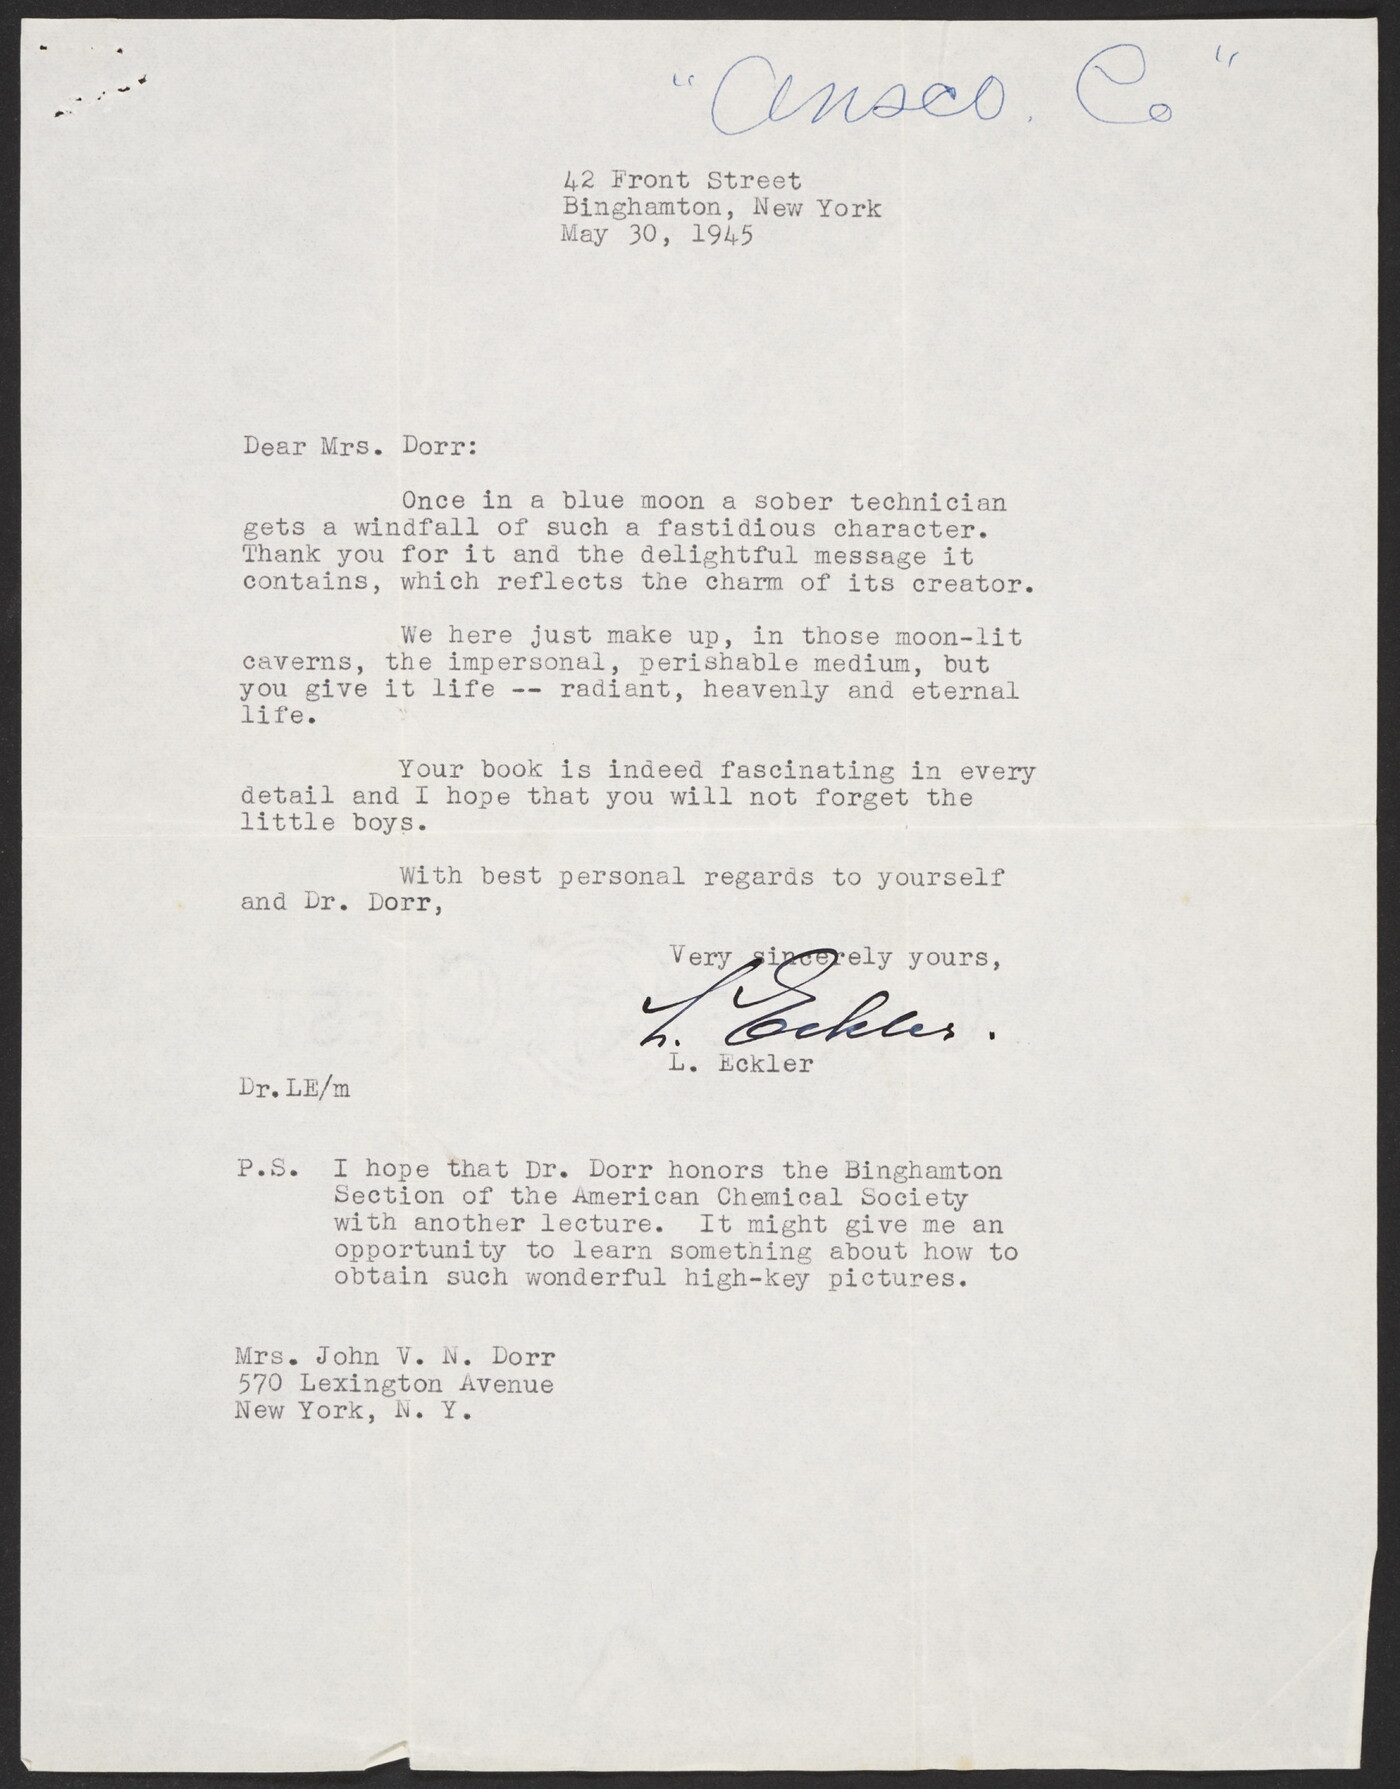 "Ansco. Co"
42 Front Street
Binghamton, New York
May 30, 1945
Dear Mrs. Dorr:
Once in a blue moon a sober technician
gets a windfall of such a fastidious character.
Thank you for it and the delightful message it
contains, which reflects the charm of its creator.
We here just make up, in those moon-lit
caverns, the impersonal, perishable medium, but
you give it life -- radiant, heavenly and eternal
life.
Your book is indeed fascinating in every
detail and I hope that you will not forget the
little boys.
With best personal regards to yourself
and Dr. Dorr,
Very sincerely yours,
L. Eckler.
L. Eckler
Dr.LE/m
P.S. I hope that Dr. Dorr honors the Binghamton
Section of the American Chemical Society
with another lecture. It might give me an
opportunity to learn something about how to
obtain such wonderful high-key pictures.
Mrs. John V. N. Dorr
570 Lexington Avenue
New York, N. Y.